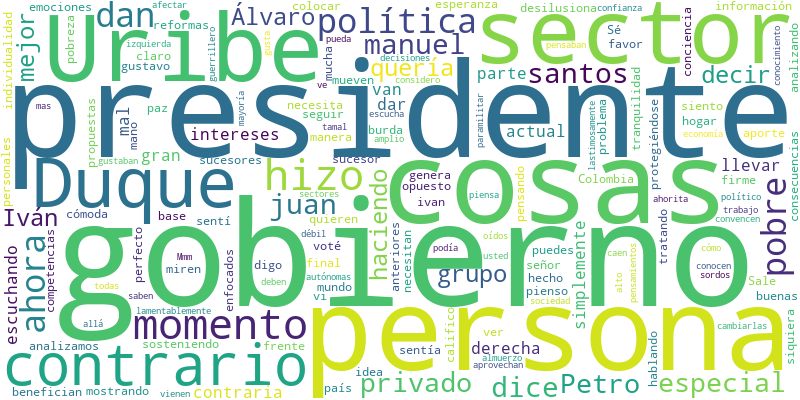 emociones
afectar
dan
Álvaro
política
colocar
esperanza
desilusiona
confianza
información
individualidad
mejor
pobreza
reformas
Uribe
izquierda
claro
gustavo
guerrillero
gusta
pueda
mucha
manuel
decisiones
sector
pensaban
Sé
favor
conciencia
conocimiento
analizando
presidente
mueven
considero
quería
van
parte
santos
decir
personales
propuestas
mal
mano
paz
mayoría
necesita
seguir
ve
dar
escucha
mas
intereses
manera
tamal
burda
amplio
paramilitar
actual
lastimosamente
problema
tranquilidad
siento
hogar
economía
aporte
protegiéndose
consecuencias
gustaban
gran
sucesores
sucesor
hizo
sectores
genera
opuesto
ivan
cosas
piensa
pensando
Colombia
ahorita
político
trabajo
convencen
llevar
firme
Duque
juan
quieren
haciendo
Iván
cómoda
base
sentí
débil
voté
oídos
usted
puedes
autónomas
podía
anteriores
necesitan
señor
caen
cómo
pobre
tratando
ahora
escuchando
competencias
perfecto
Mmm
miren
enfocados
digo
final
deben
mundo
vi
grupo
hecho
pienso
simplemente
alto
pensamientos
conocen
sordos
Sale
buenas
gobierno
todas
saben
allá
lamentablemente
momento
analizamos
sosteniendo
frente
persona
califico
ver
sentía
derecha
sociedad
cambiarlas
siquiera
contrario
idea
almuerzo
aprovechan
hablando
benefician
mostrando
vienen
contraria
país
privado
dice
Petro
especial